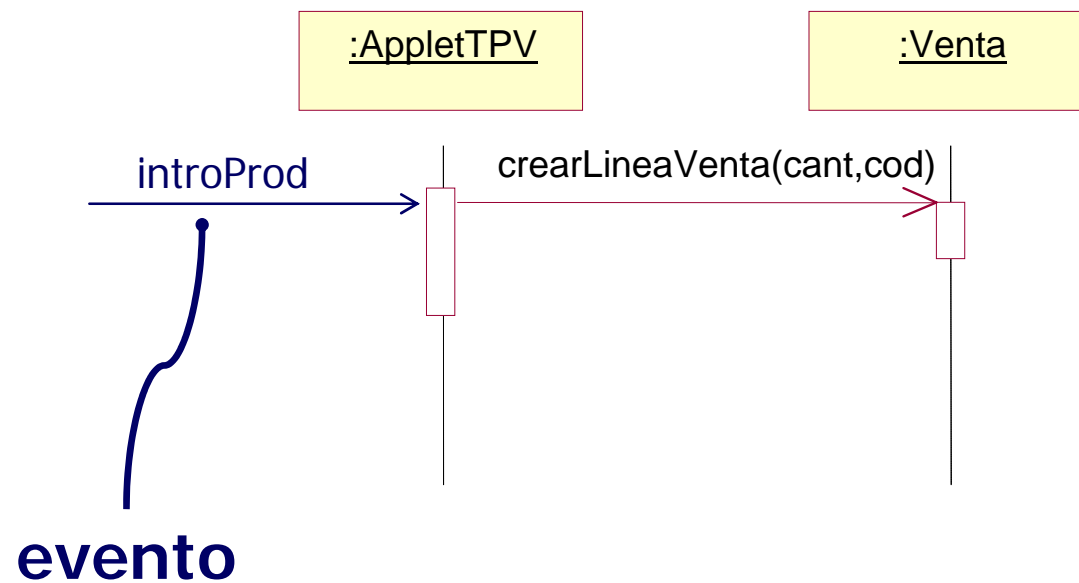 :AppletTPV
:Venta
introProd
crearLineaVenta(cant,cod)
evento